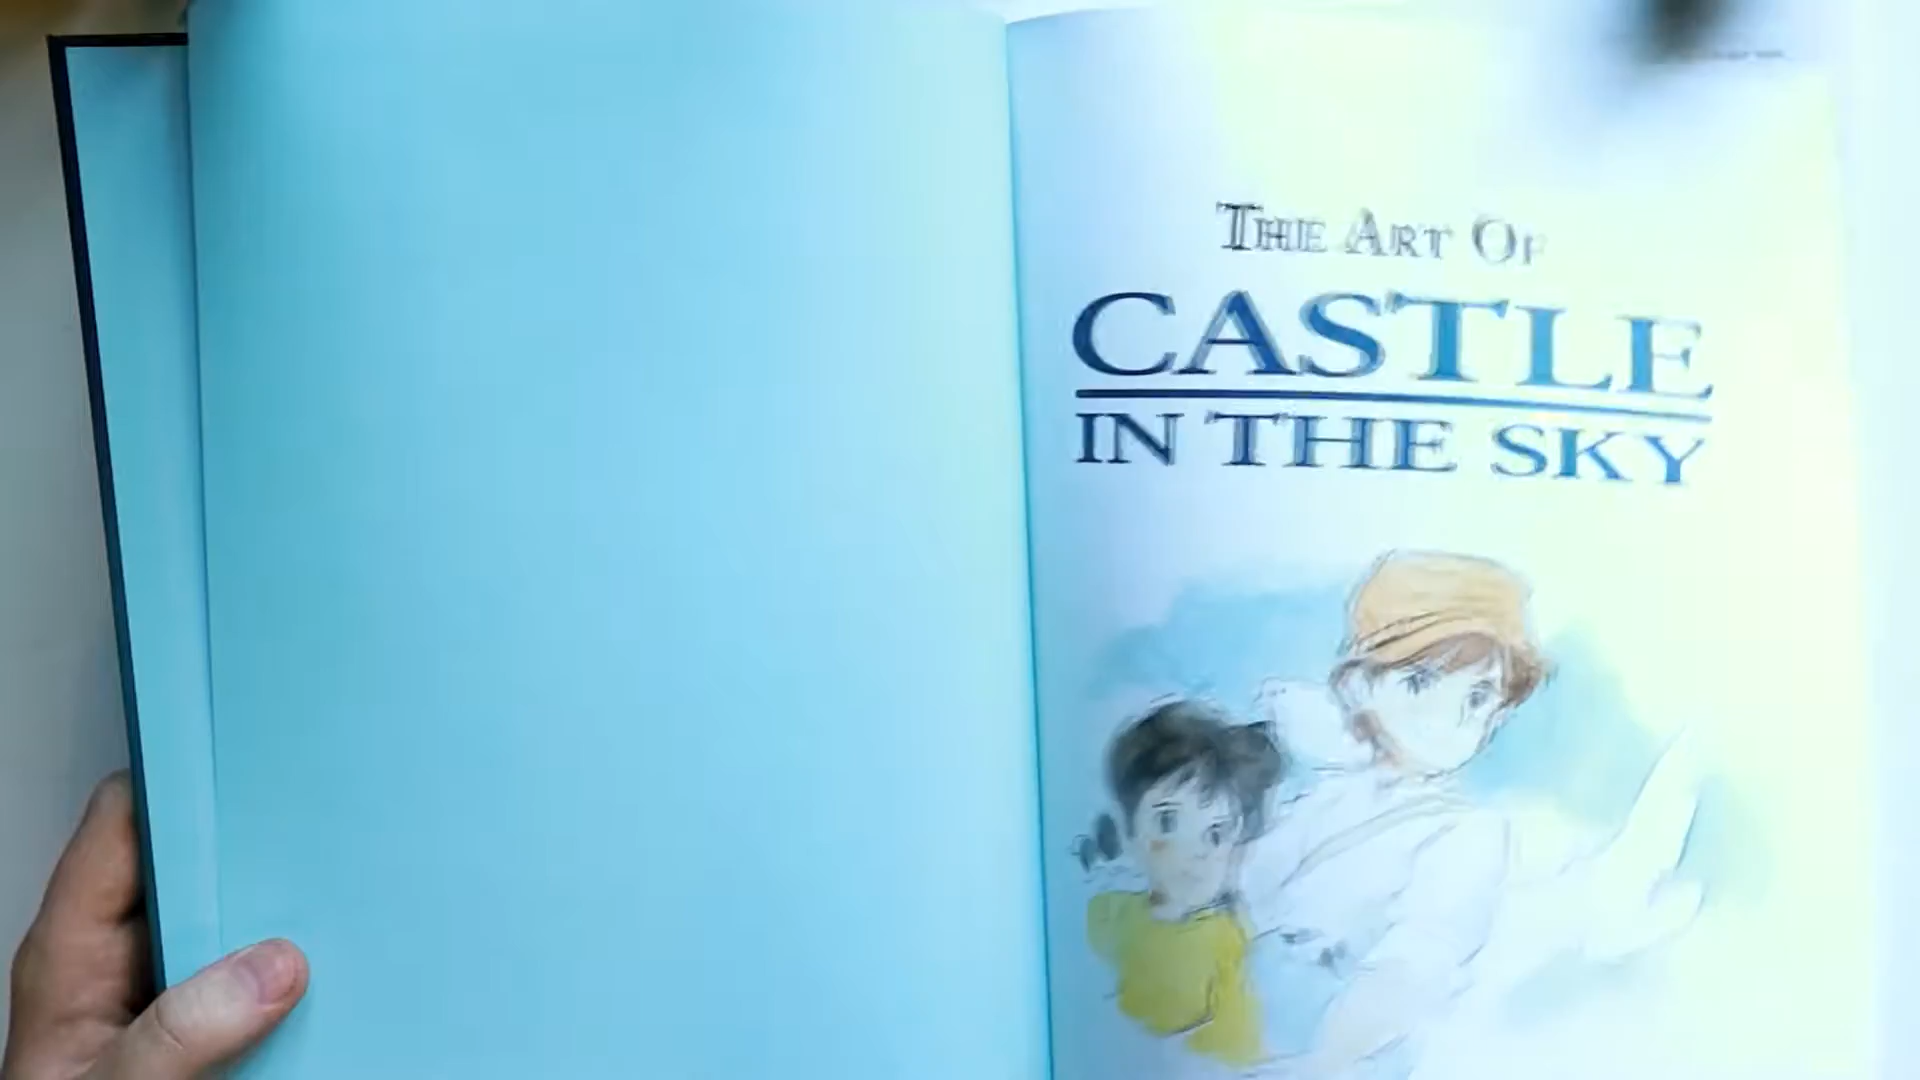 THE ART OF
CASTLE
IN THE SKY